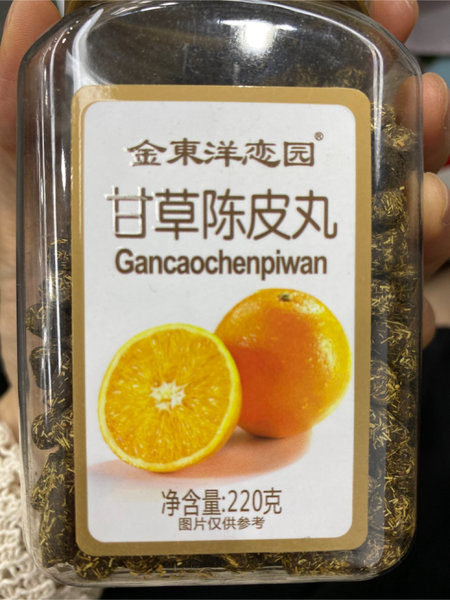 金東洋恋园®
甘草陈皮丸
Gancaochenpiwan
净含量:220克
图片仅供参考